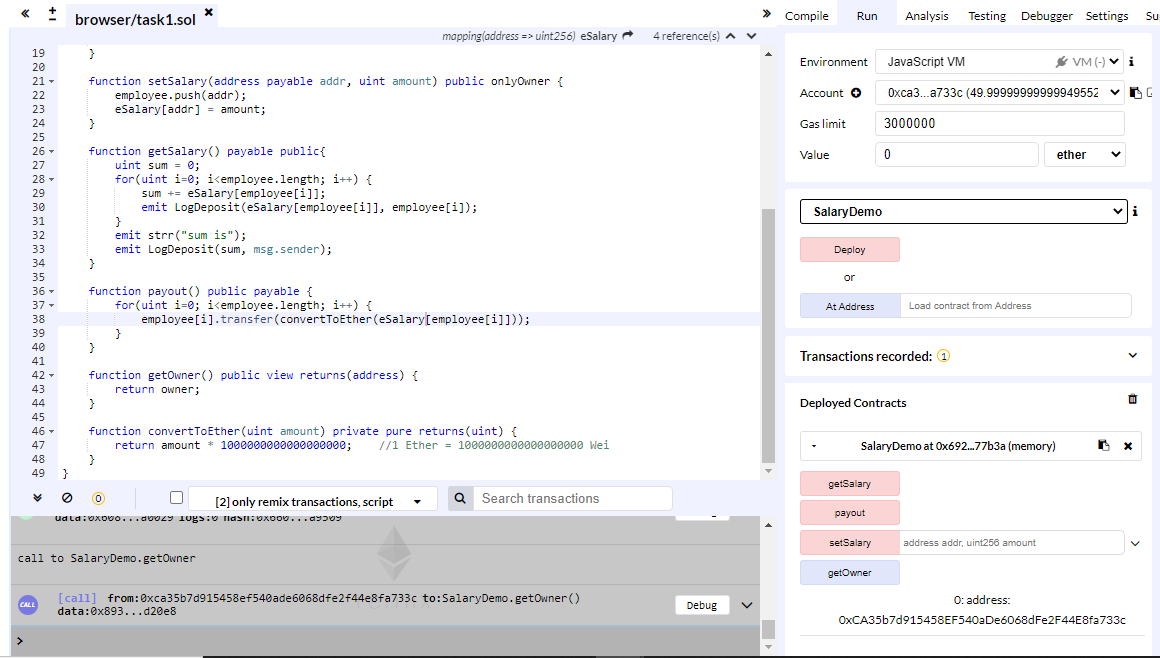 browser/task1.sol
mapping(address => uint256) eSalary 4 reference(s)
19 }
20
21 function setSalary(address payable addr, uint amount) public onlyOwner {
22 employee.push(addr);
23 eSalary[addr] = amount;
24 }
25
26 function getSalary() payable public{
27 uint sum = 0;
28 for(uint i=0; i<employee.length; i++) {
29 sum += eSalary[employee[i]];
30 emit LogDeposit(eSalary[employee[i]], employee[i]);
31 }
32 emit strr("sum is");
33 emit LogDeposit(sum, msg.sender);
34 }
35
36 function payout() public payable {
37 for(uint i=0; i<employee.length; i++) {
38 employee[i].transfer(convertToEther(eSalary[employee[i]]));
39 }
40 }
41
42 function getOwner() public view returns(address) {
43 return owner;
44 }
45
46 function convertToEther(uint amount) private pure returns(uint) {
47 return amount * 1000000000000000000; //1 Ether = 1000000000000000000 Wei
48 }
49 }
0 [2] only remix transactions, script Search transactions
call to SalaryDemo.getOwner
CALL [call] from:0xca35b7d915458ef540ade6068dfe2f44e8fa733c to:SalaryDemo.getOwner()
data:0x893...d20e8
Debug
>
Compile Run Analysis Testing Debugger Settings Su
Environment JavaScript VM VM (-) i
Account 0xca3...a733c (49.99999999999949552
Gas limit 3000000
Value 0 ether
SalaryDemo i
Deploy
or
At Address Load contract from Address
Transactions recorded: 1
Deployed Contracts
SalaryDemo at 0x692...77b3a (memory)
getSalary
payout
setSalary address addr, uint256 amount
getOwner
0: address:
0xCA35b7d915458EF540aDe6068dFe2F44E8fa733c